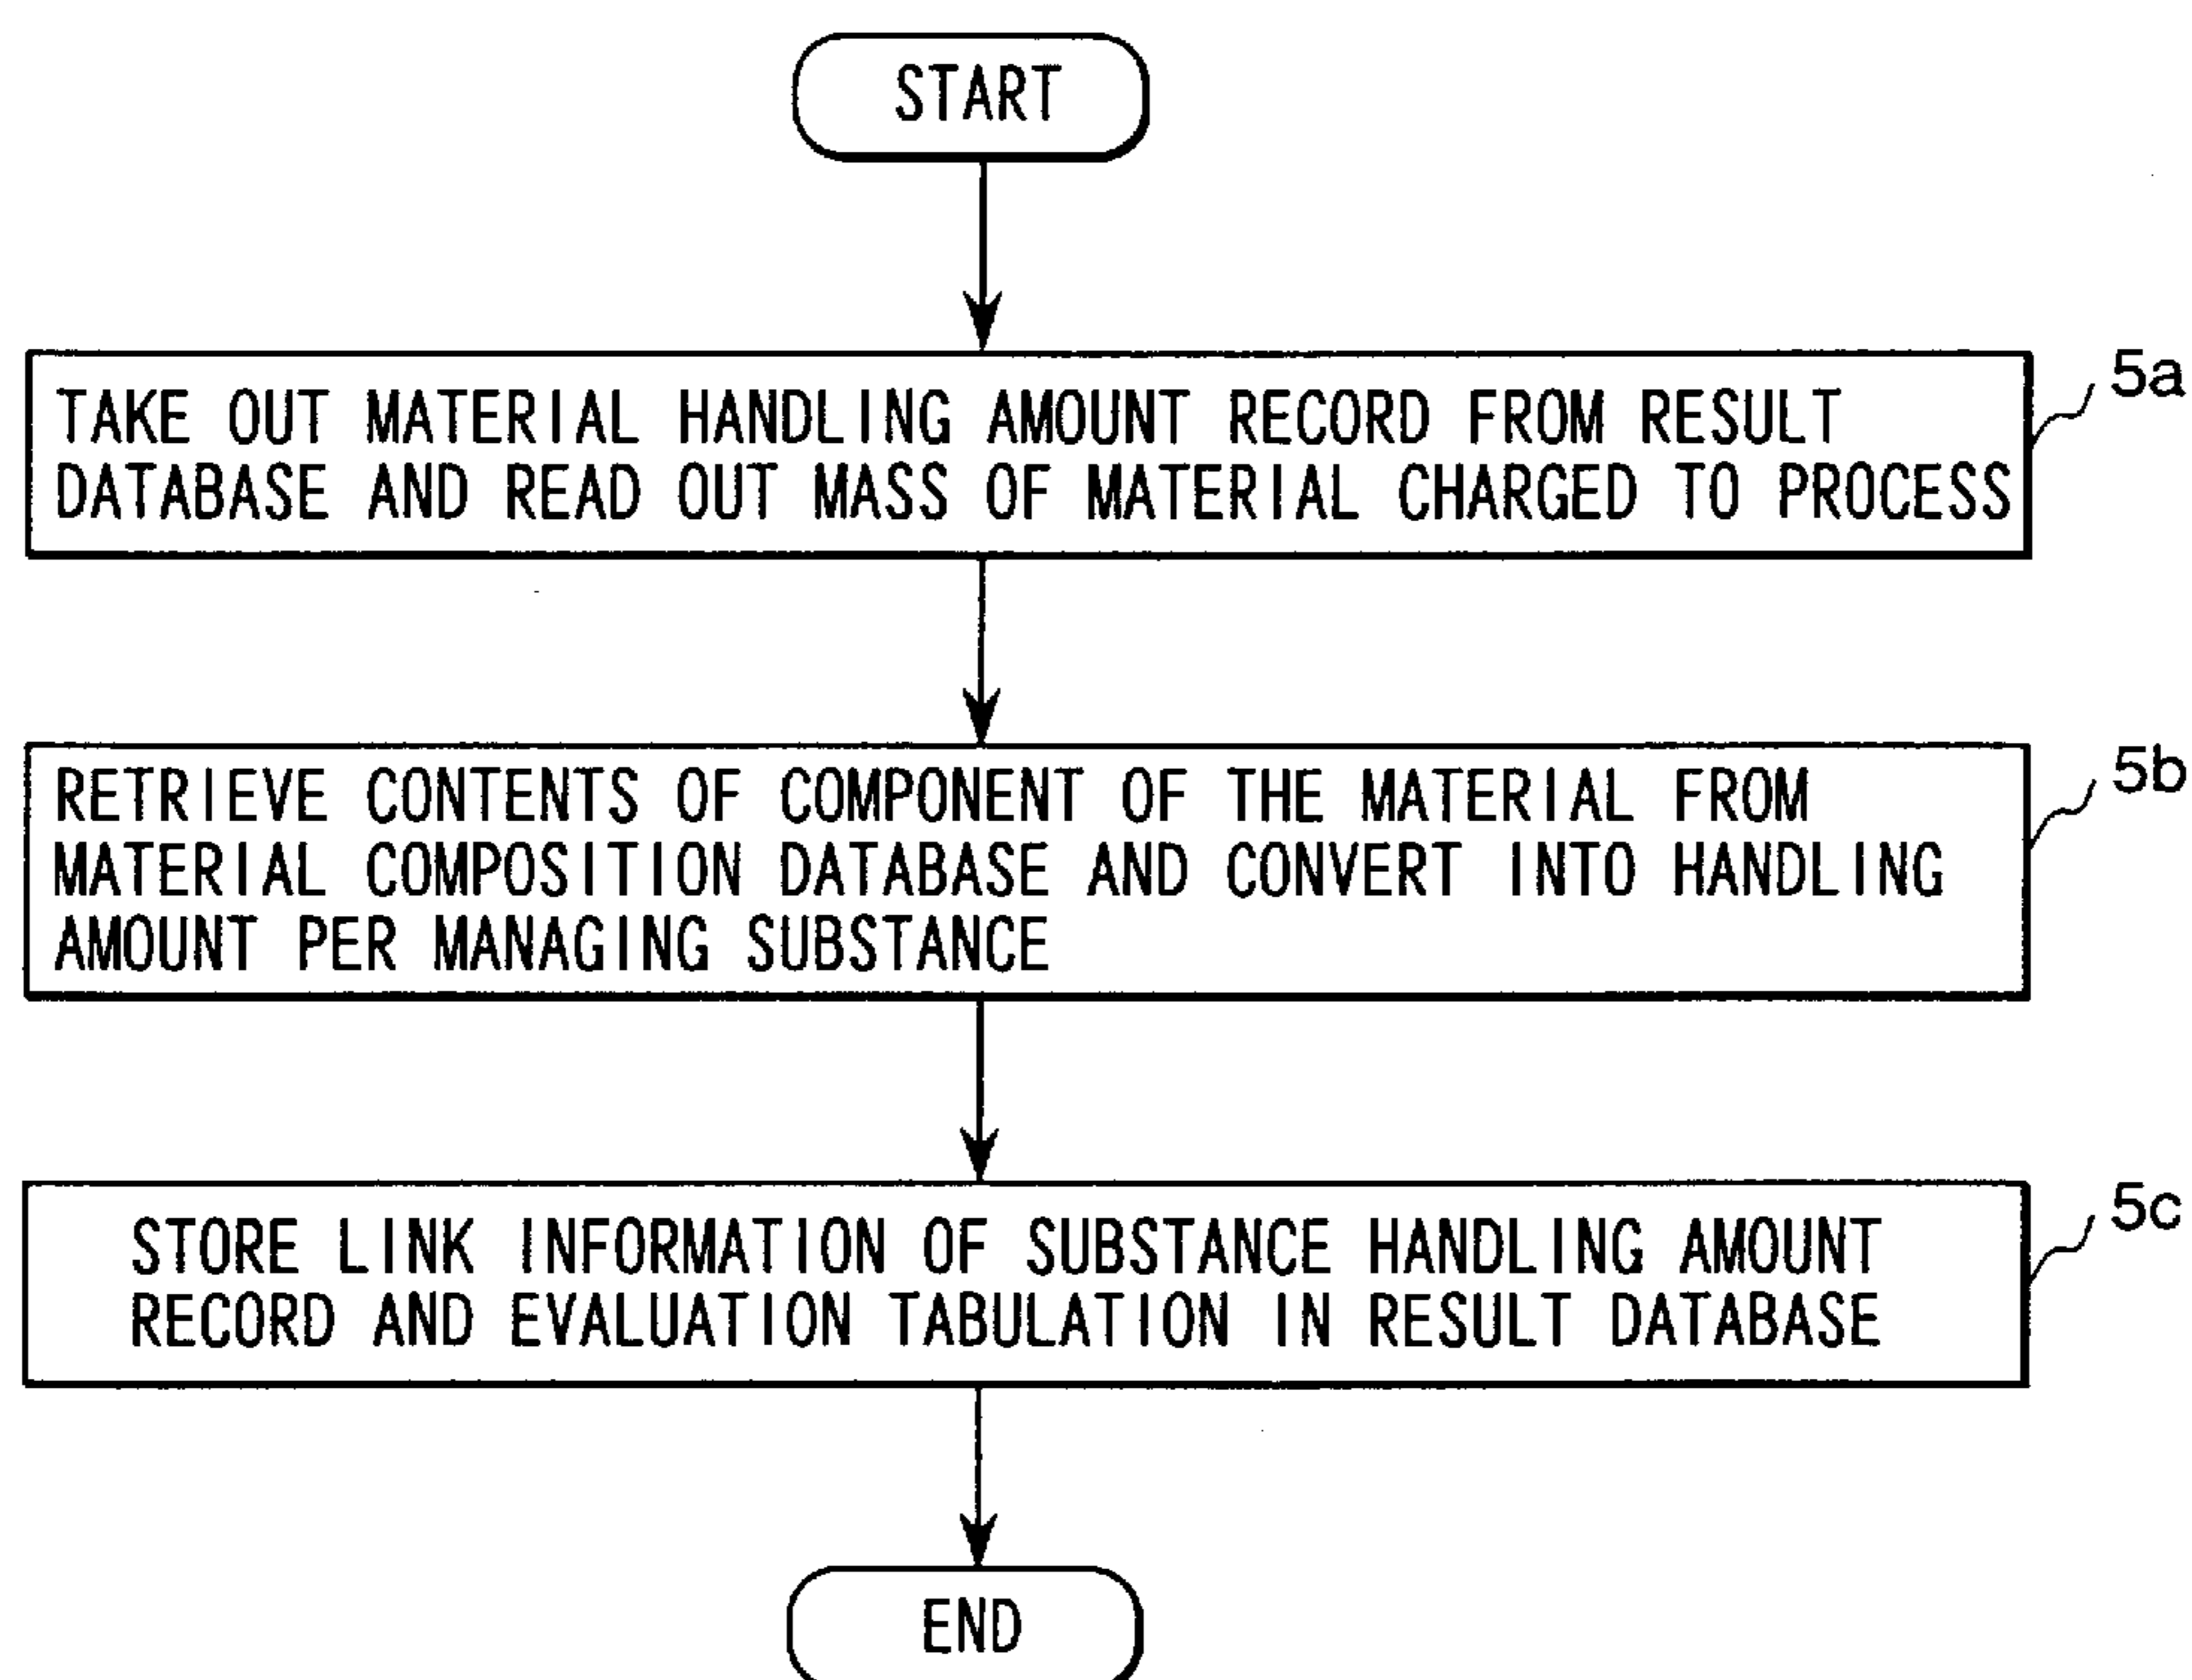 START
TAKE OUT MATERIAL HANDLING AMOUNT RECORD FROM RESULT
DATABASE AND READ OUT MASS OF MATERIAL CHARGED TO PROCESS
5a
RETRIEVE CONTENTS OF COMPONENT OF THE MATERIAL FROM
MATERIAL COMPOSITION DATABASE AND CONVERT INTO HANDLING
AMOUNT PER MANAGING SUBSTANCE
5b
STORE LINK INFORMATION OF SUBSTANCE HANDLING AMOUNT
RECORD AND EVALUATION TABULATION IN RESULT DATABASE
5c
END